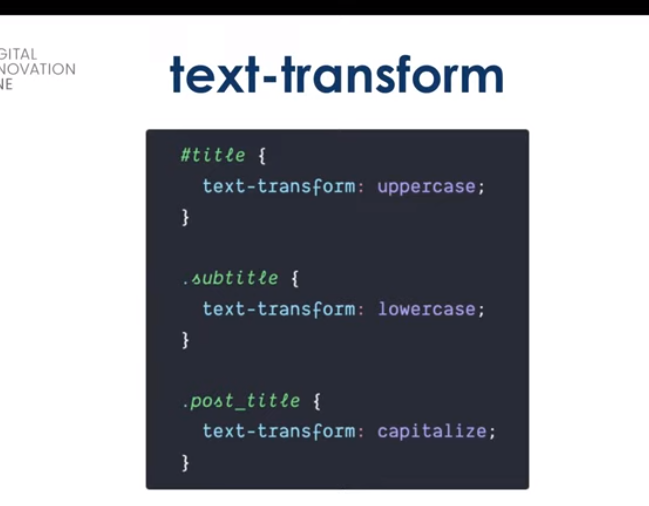 GITAL
NOVATION
NE
text-transform
#title {
  text-transform: uppercase;
}
.subtitle {
  text-transform: lowercase;
}
.post_title {
  text-transform: capitalize;
}